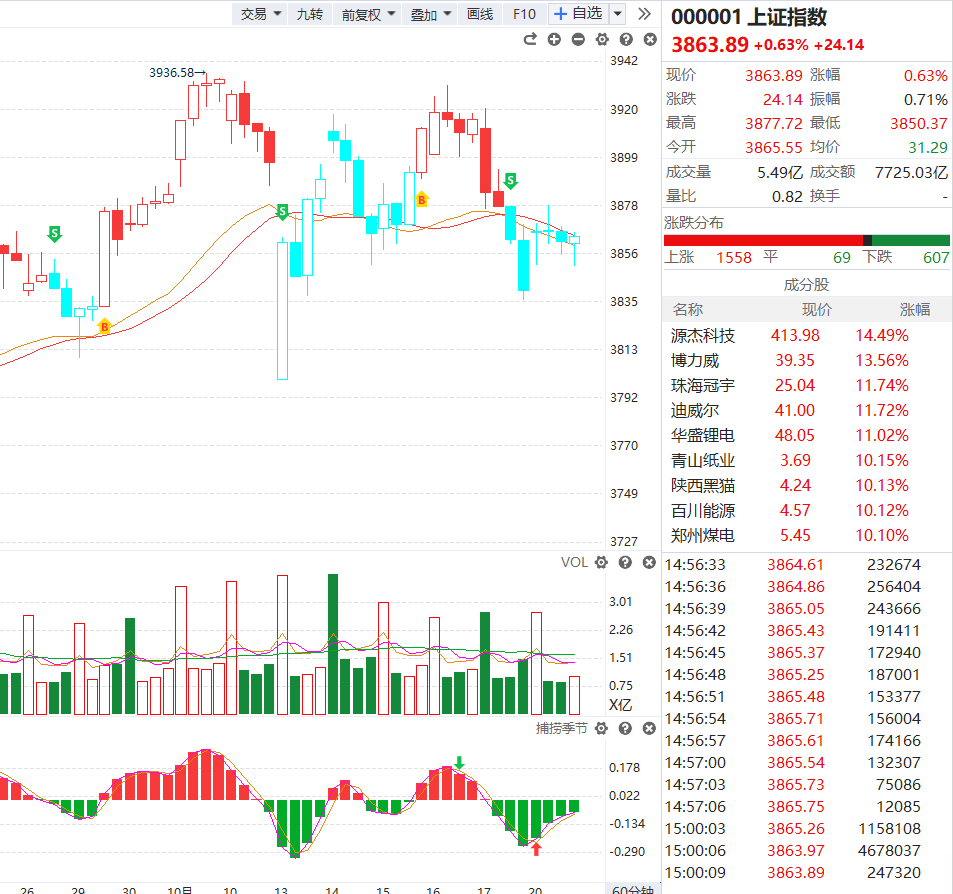 交易 九转 前复权 叠加 画线 F10 自选
000001 上证指数
3863.89 +0.63% +24.14
现价 3863.89 涨幅 0.63%
涨跌 24.14 振幅 0.71%
最高 3877.72 最低 3850.37
今开 3865.55 均价 31.29
成交量 5.49亿 成交额 7725.03亿
量比 0.82 换手 -
涨跌分布
上涨 1558 平 69 下跌 607
成分股
名称 现价 涨幅
源杰科技 413.98 14.49%
博力威 39.35 13.56%
珠海冠宇 25.04 11.74%
迪威尔 41.00 11.72%
华盛锂电 48.05 11.02%
青山纸业 3.69 10.15%
陕西黑猫 4.24 10.13%
百川能源 4.57 10.12%
郑州煤电 5.45 10.10%
14:56:33 3864.61 232674
14:56:36 3864.86 256404
14:56:39 3865.05 243666
14:56:42 3865.43 191411
14:56:45 3865.37 172940
14:56:48 3865.25 187001
14:56:51 3865.48 153377
14:56:54 3865.71 156004
14:56:57 3865.61 174166
15:00:00 3865.54 132307
14:57:03 3865.73 75086
14:57:06 3865.75 12085
15:00:03 3865.26 1158108
15:00:06 3863.97 4678037
15:00:09 3863.89 247320
3936.58→
S
B
S
B
S
3942
3920
3899
3878
3856
3835
3813
3792
3770
3749
3727
VOL
3.01
2.26
1.51
0.75
X亿
捕捞季节
0.178
0.022
-0.134
-0.290
26 29 30 10月 10 13 14 15 16 17 20 60分钟